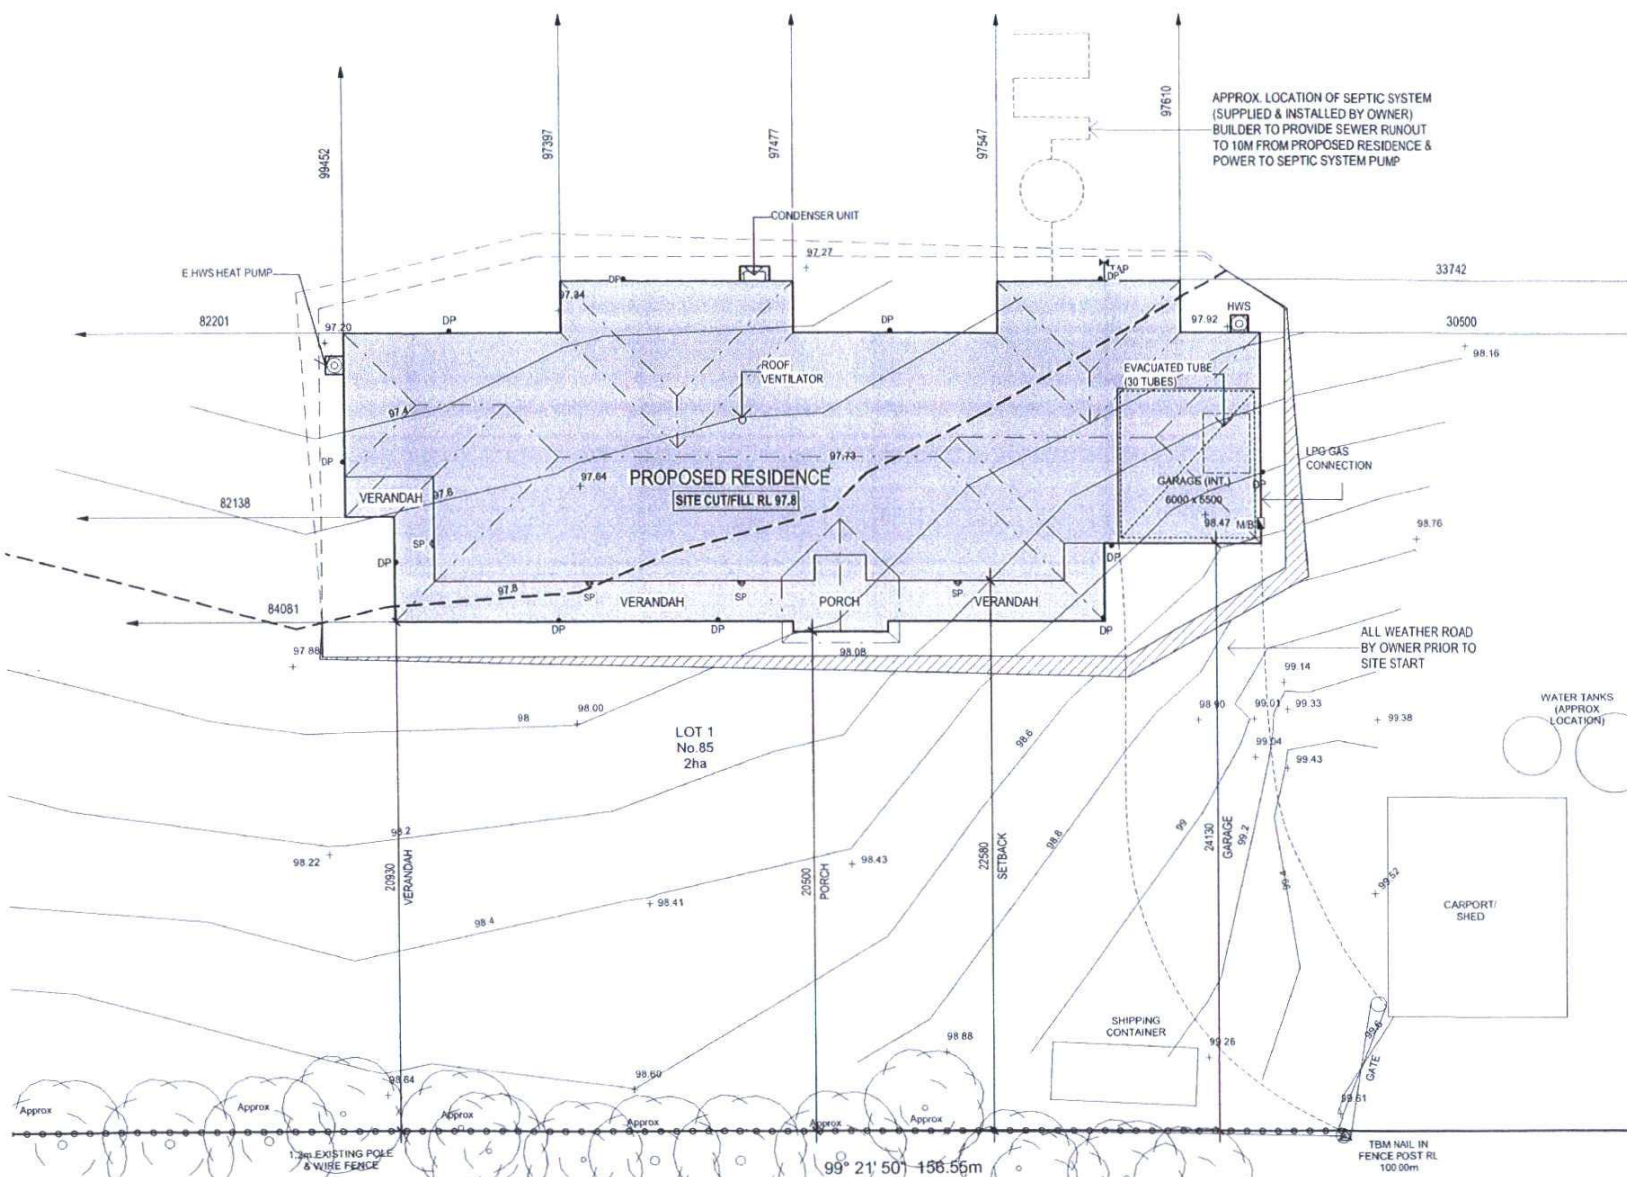 99452
97397
97477
97547
97610
APPROX. LOCATION OF SEPTIC SYSTEM
(SUPPLIED & INSTALLED BY OWNER)
BUILDER TO PROVIDE SEWER RUNOUT
TO 10M FROM PROPOSED RESIDENCE &
POWER TO SEPTIC SYSTEM PUMP
CONDENSER UNIT
97.27
E.HWS HEAT PUMP
DP
TAP
DP
33742
97.34
82201
97.20
DP
DP
97.92
HWS
30500
98.16
ROOF
VENTILATOR
EVACUATED TUBE
(30 TUBES)
97.4
DP
97.73
LPG GAS
CONNECTION
PROPOSED RESIDENCE
97.64
SITE CUT/FILL RL 97.8
97.6
VERANDAH
82138
GARAGE (INT.)
6000 x 5500
DP
98.47
M/B
98.76
SP
DP
DP
97.8
84081
SP
VERANDAH
SP
PORCH
SP
VERANDAH
DP
DP
DP
97.88
98.08
ALL WEATHER ROAD
BY OWNER PRIOR TO
SITE START
99.14
98
98.00
98.90
99.01
99.33
99.38
WATER TANKS
(APPROX
LOCATION)
LOT 1
No.85
2ha
98.6
99.04
99.43
98.2
98.22
98.43
98.8
99
99.2
99.4
99.52
20930
VERANDAH
20500
PORCH
22580
SETBACK
24130
GARAGE
98.41
98.4
CARPORT/
SHED
SHIPPING
CONTAINER
98.88
99.26
99.6
GATE
98.64
98.60
99.61
Approx
Approx
Approx
Approx
Approx
Approx
1.2m EXISTING POLE
& WIRE FENCE
99° 21' 50" 156.55m
TBM NAIL IN
FENCE POST RL
100.00m